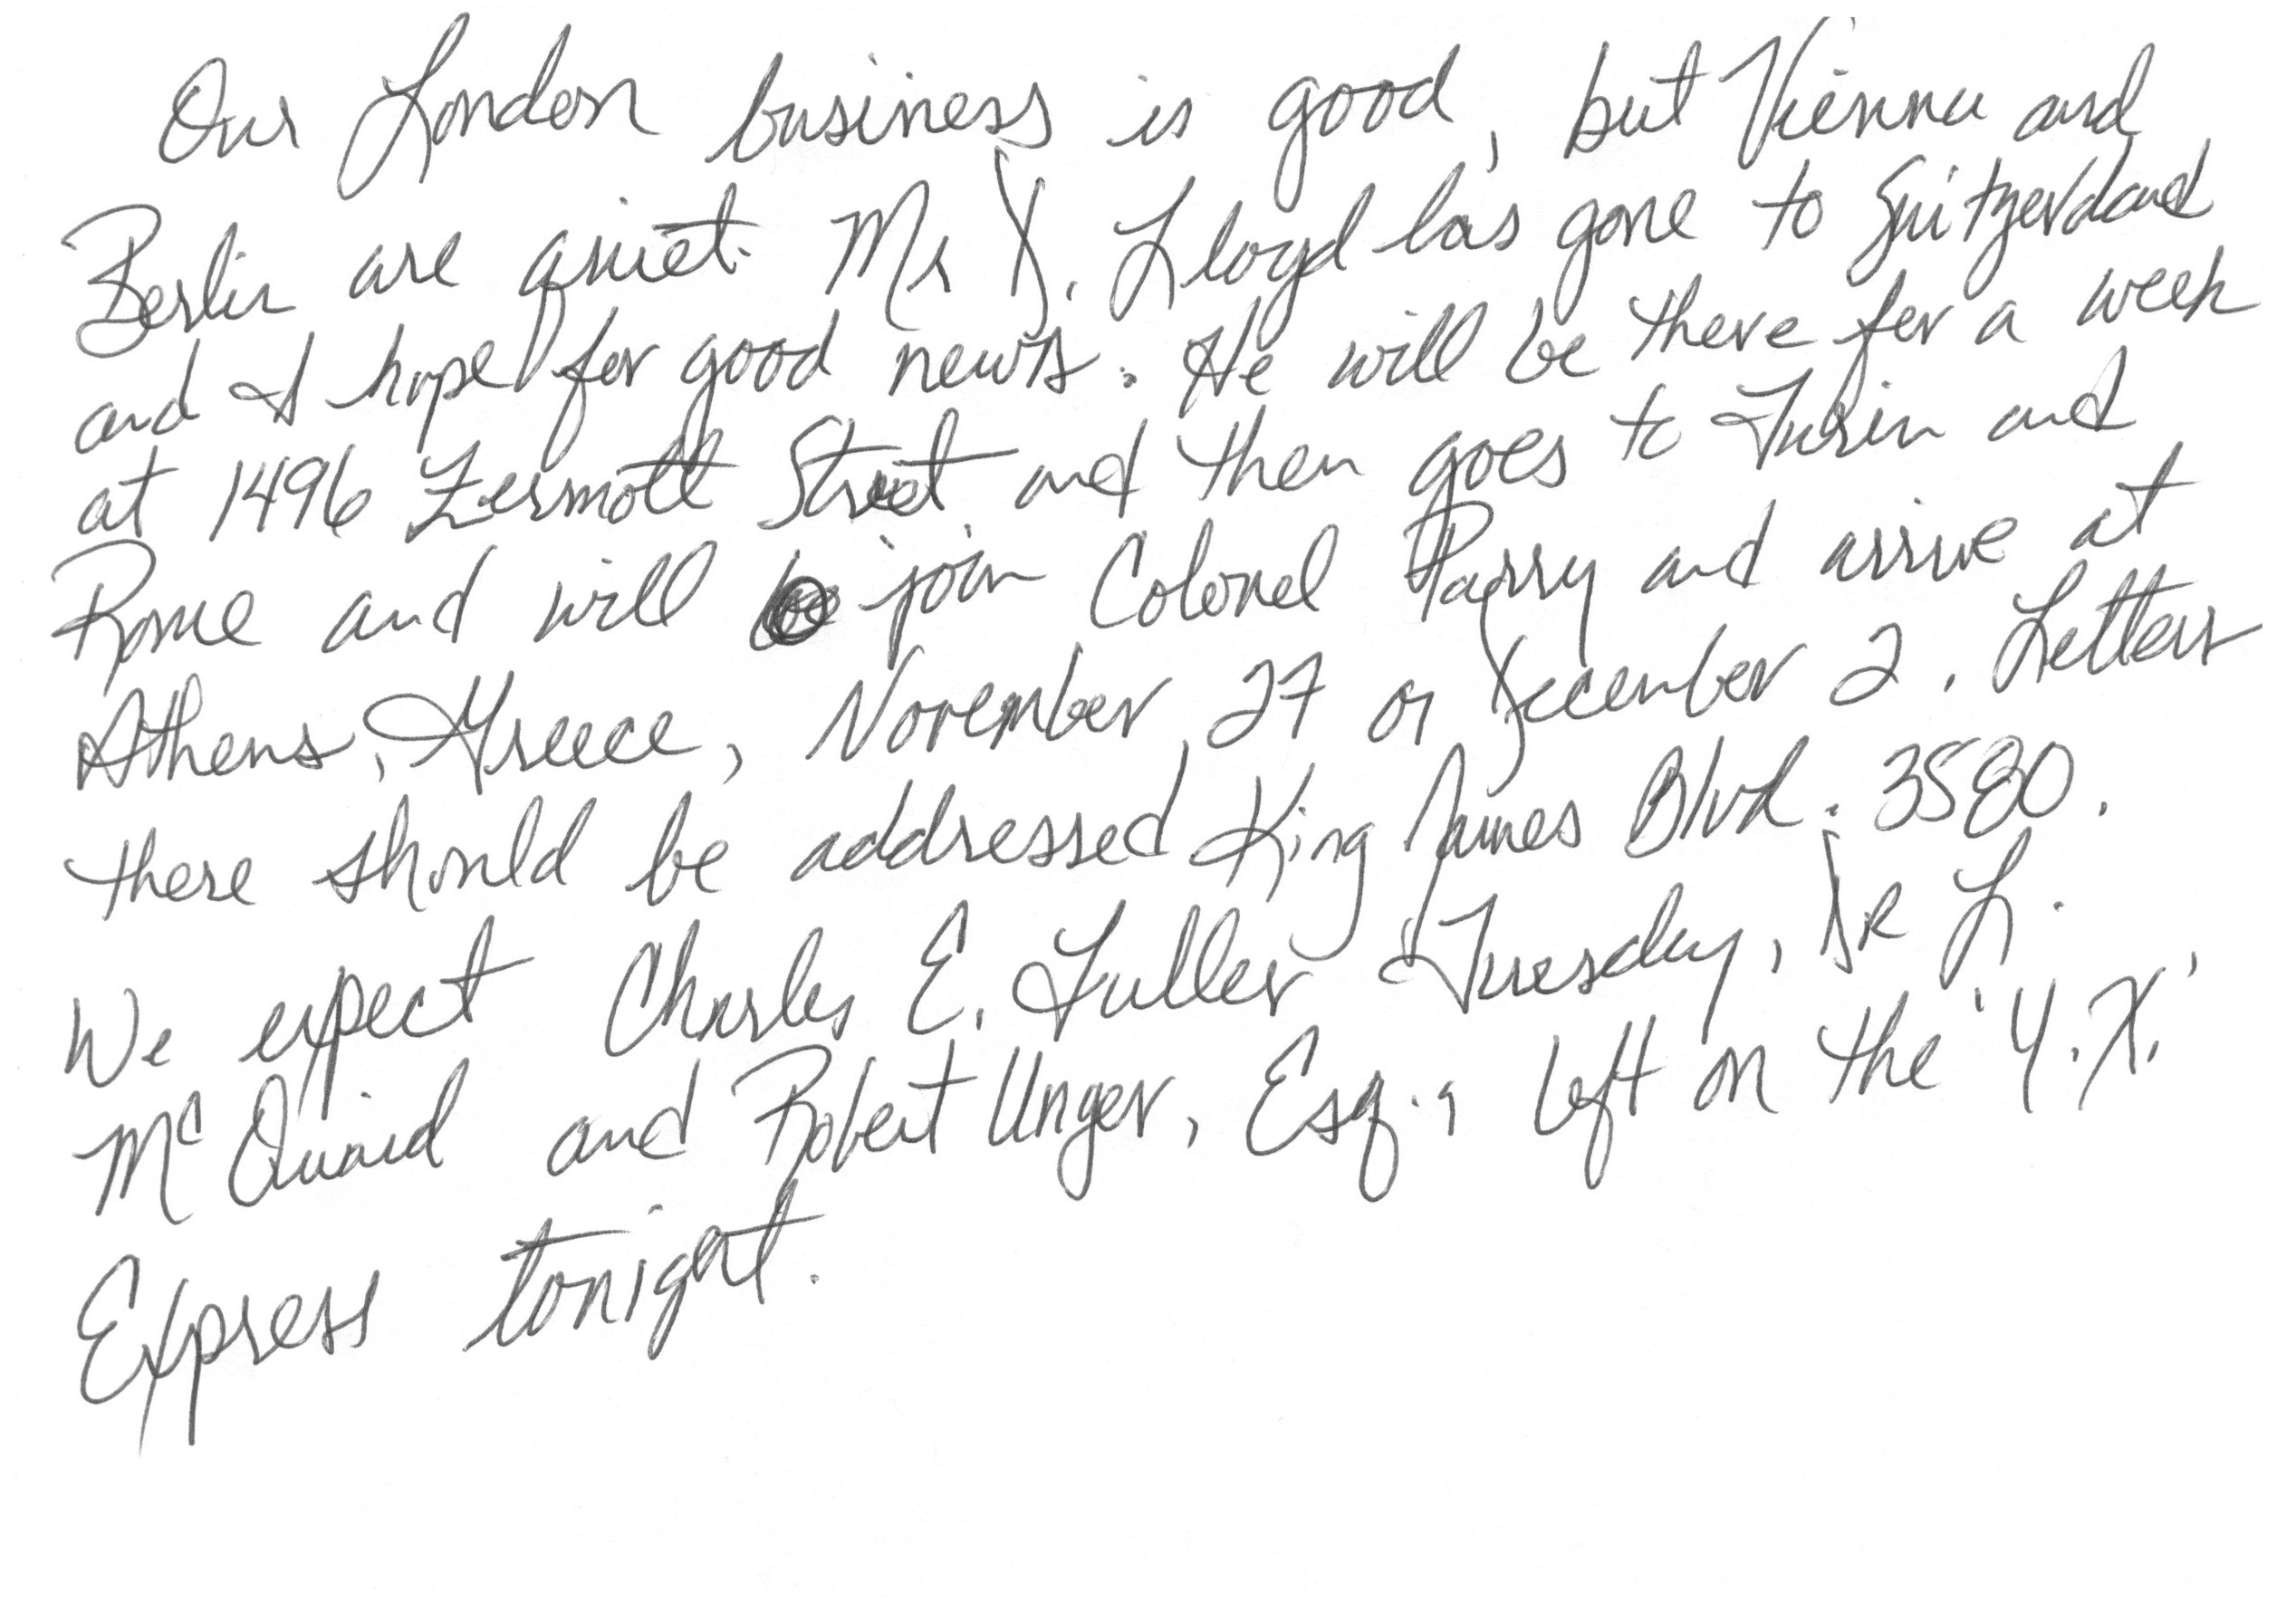 Our London business is good, but Vienna and
Berlin are quiet. Mr D. Lloyd has gone to Switzerland
and I hope for good news. He will be there for a week
at 1496 Zermott Street and then goes to Turin and
Rome and will join Colonel Parry and arrive at
Athens, Greece, November 27 or December 2. Letters
there should be addressed King James Blvd. 3580.
We expect Charles E. Fuller Tuesday, Dr L.
McQuaid and Robert Unger, Esq., left on the 'Y.X.'
Express tonight.